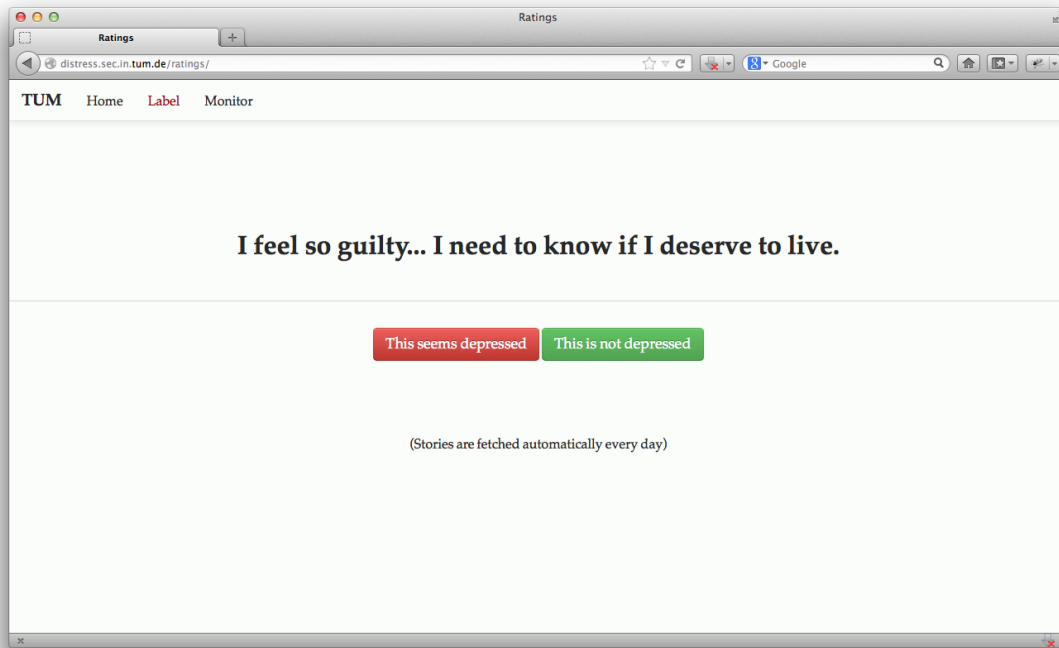 Ratings
Ratings
distress.sec.in.tum.de/ratings/
Google
TUM Home Label Monitor
I feel so guilty... I need to know if I deserve to live.
This seems depressed This is not depressed
(Stories are fetched automatically every day)